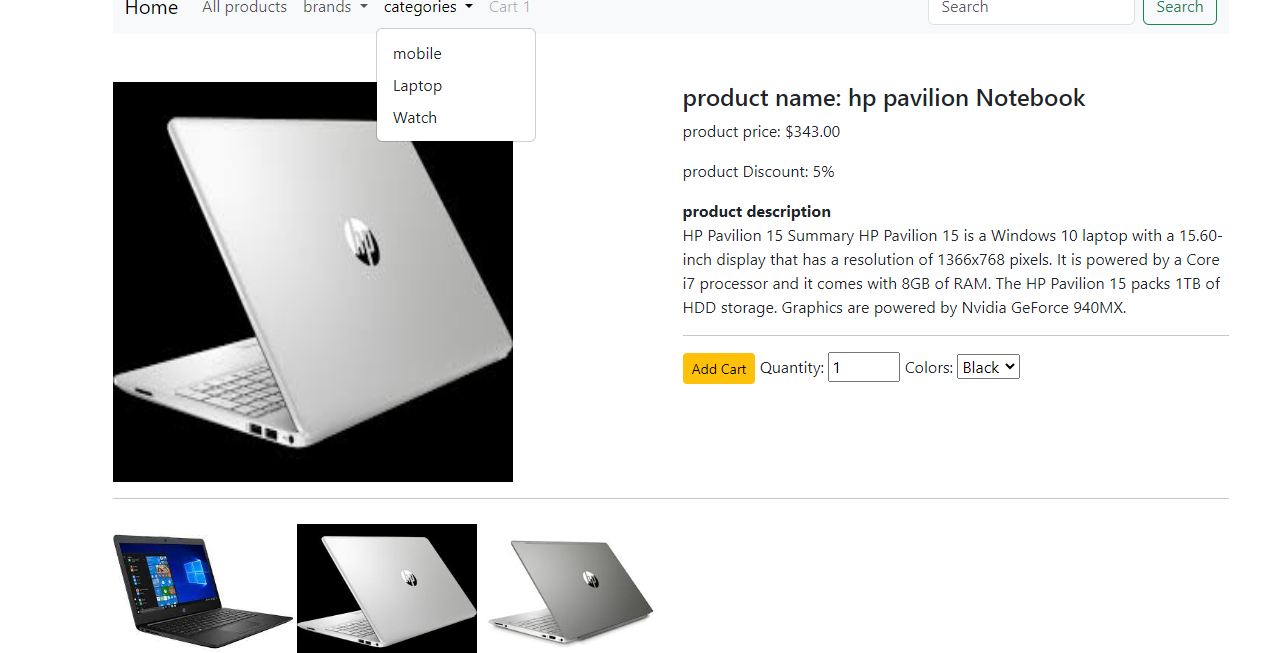 Home All products brands categories Cart 1 Search Search
mobile
Laptop
Watch
product name: hp pavilion Notebook
product price: $343.00
product Discount: 5%
product description
HP Pavilion 15 Summary HP Pavilion 15 is a Windows 10 laptop with a 15.60-
inch display that has a resolution of 1366x768 pixels. It is powered by a Core
i7 processor and it comes with 8GB of RAM. The HP Pavilion 15 packs 1TB of
HDD storage. Graphics are powered by Nvidia GeForce 940MX.
Add Cart Quantity: 1 Colors: Black
hp
hp
hp